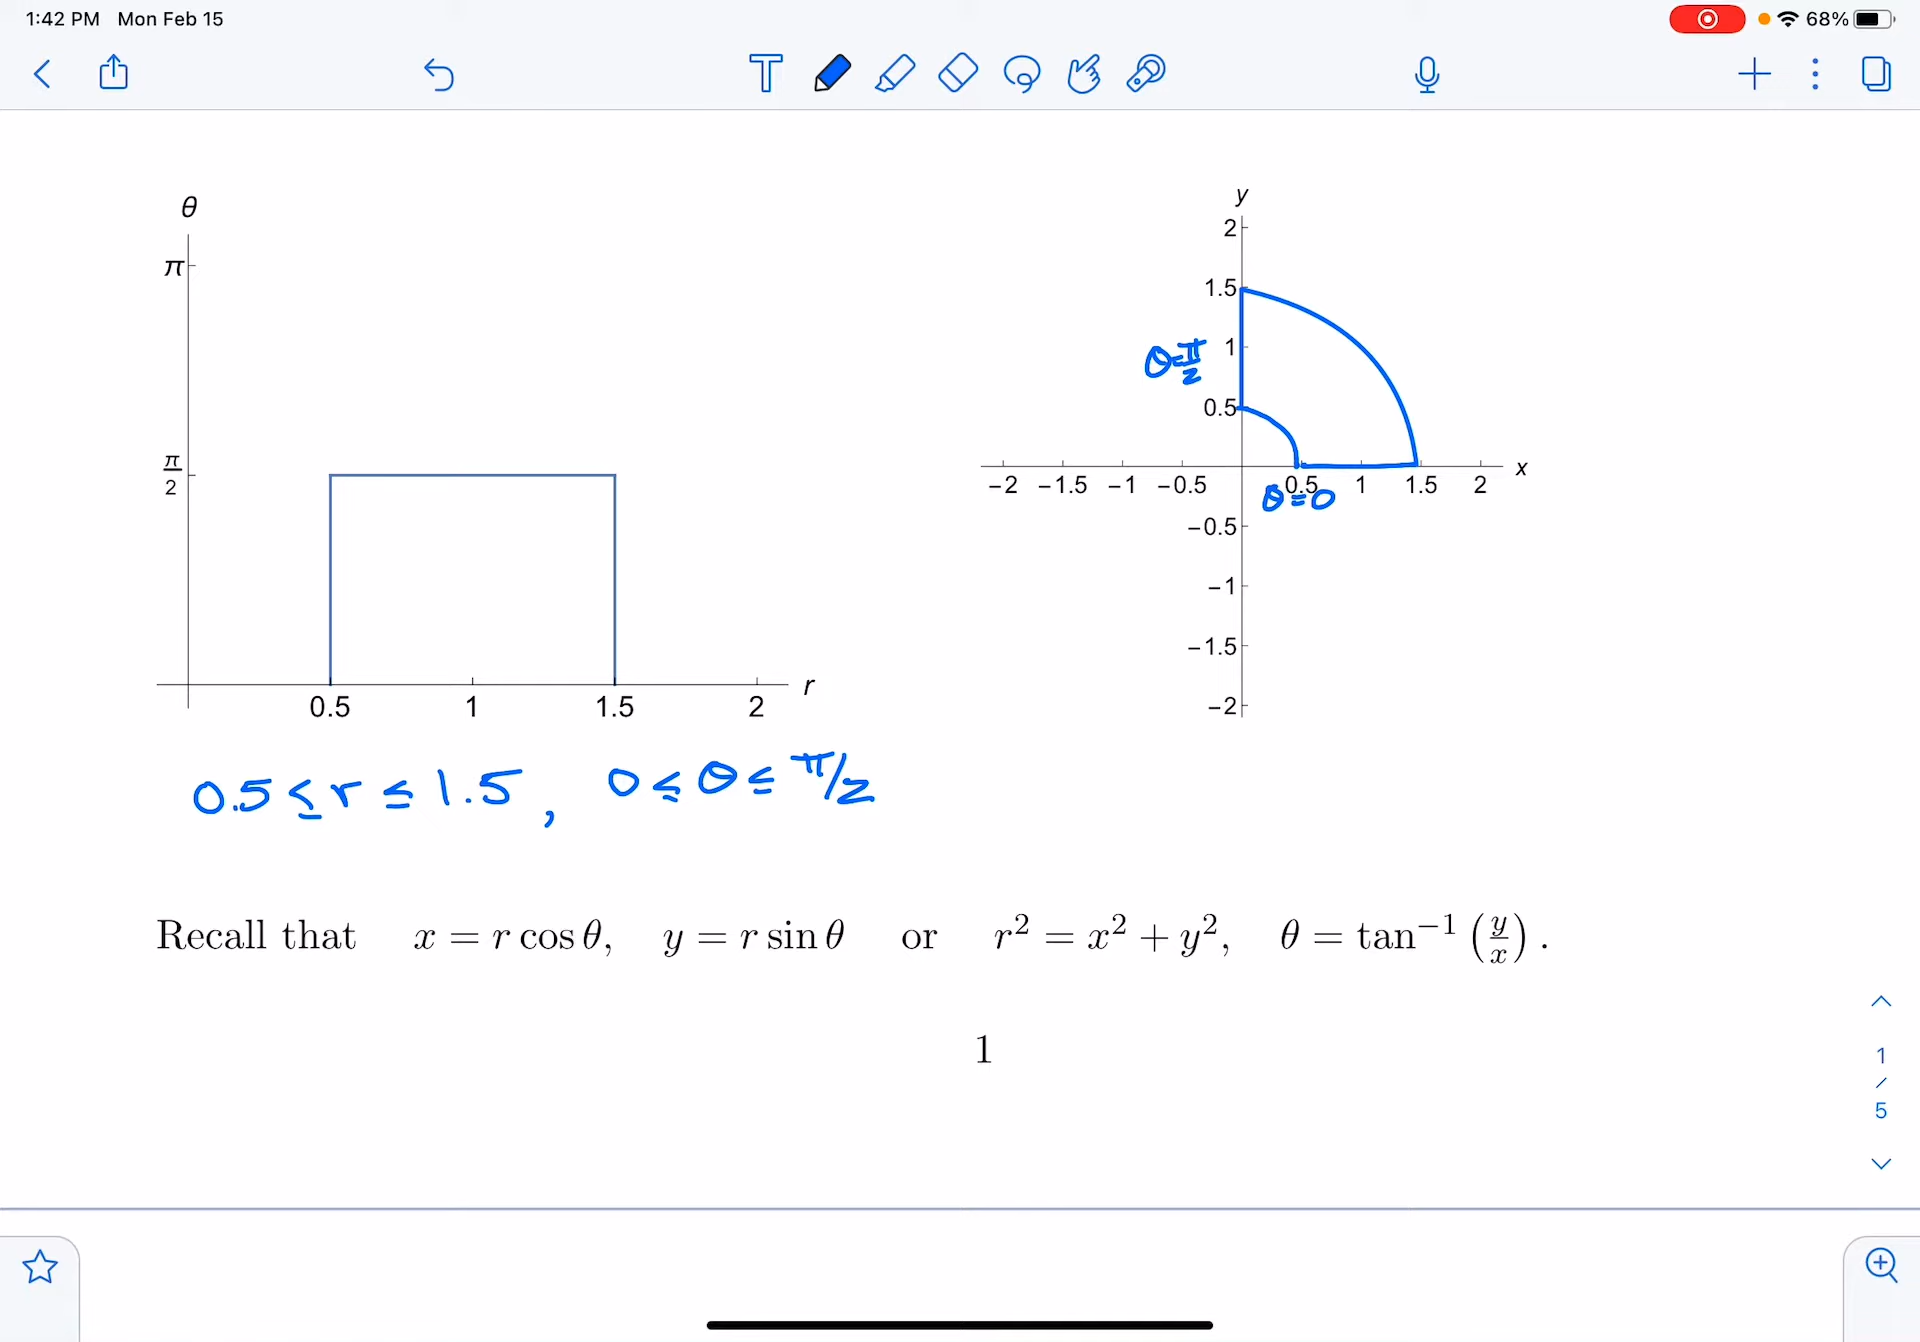 1:42 PM Mon Feb 15
68%
θ
π
π/2
0.5 1 1.5 2 r
y
2
1.5
1
0.5
θ=π/2
−2 −1.5 −1 −0.5 0.5 1 1.5 2 x
θ=0
−0.5
−1
−1.5
−2
0.5 ≤ r ≤ 1.5, 0 ≤ θ ≤ π/2
Recall that x = r cos θ, y = r sin θ or r² = x² + y², θ = tan⁻¹ (y/x).
1
1
/
5